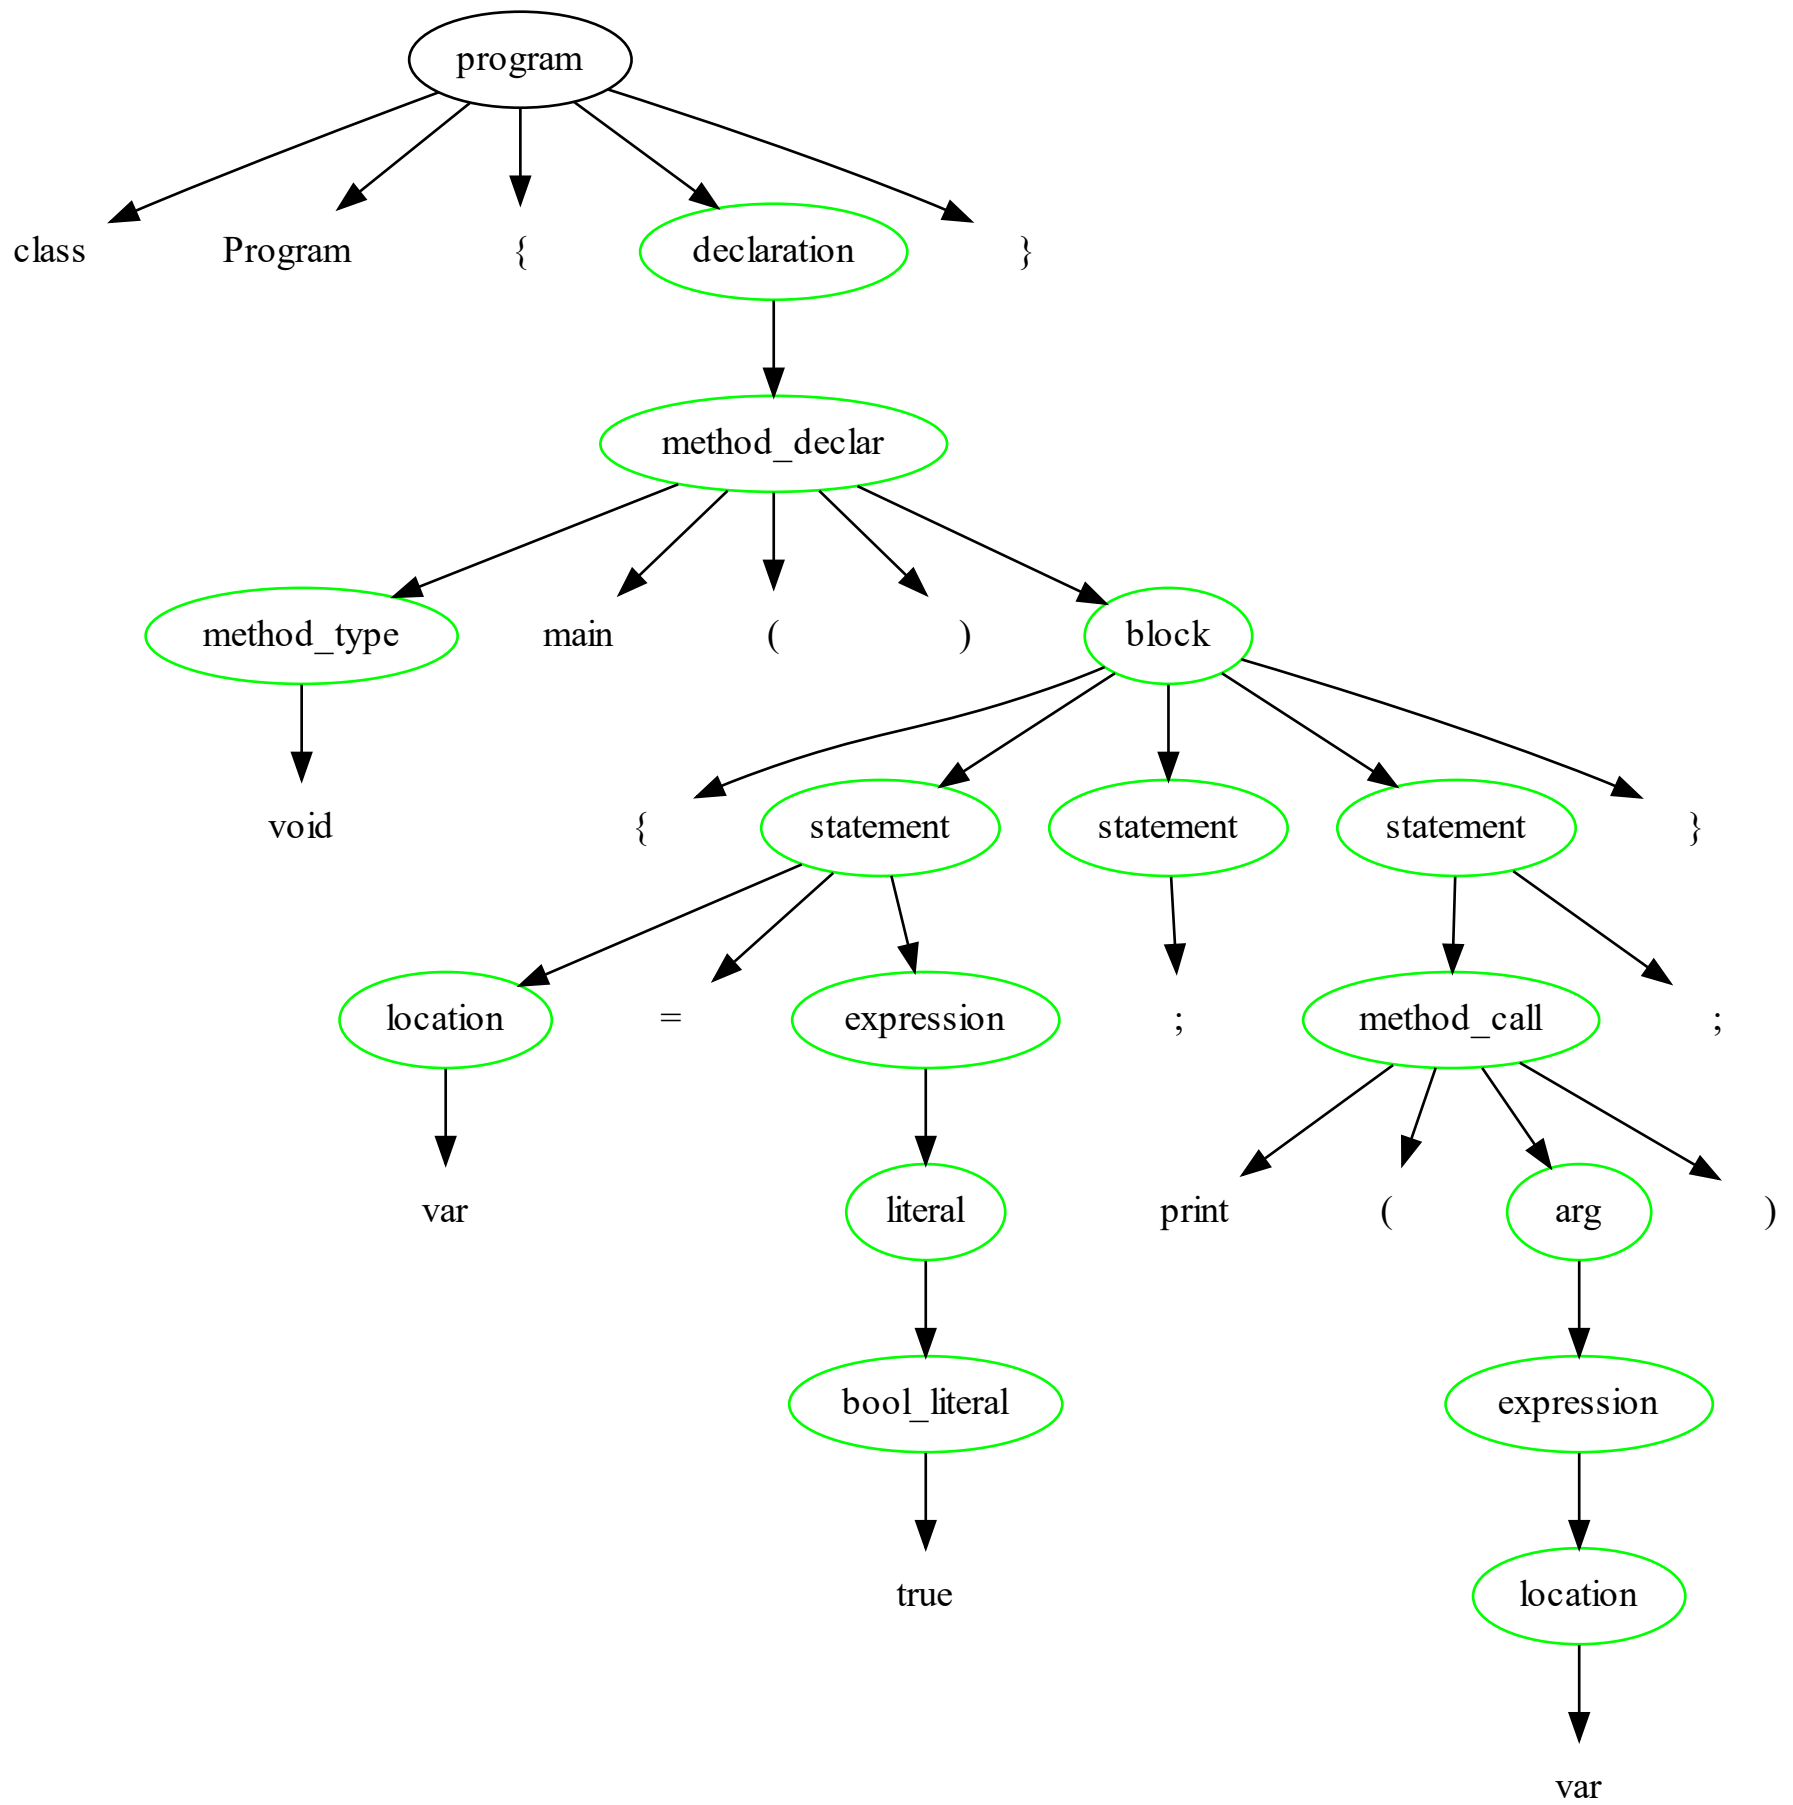 program
class Program { declaration }
method_declar
method_type main ( ) block
void { statement statement statement }
location = expression ; method_call ;
var literal print ( arg )
bool_literal expression
true location
var